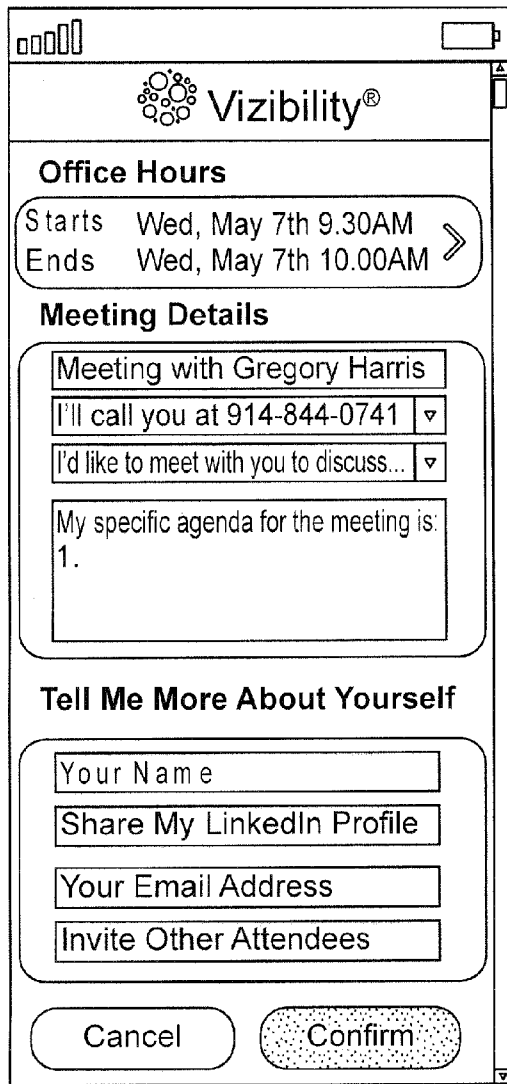 Vizibility®
Office Hours
Starts Wed, May 7th 9.30AM
Ends Wed, May 7th 10.00AM
Meeting Details
Meeting with Gregory Harris
I'll call you at 914-844-0741
I'd like to meet with you to discuss...
My specific agenda for the meeting is:
1.
Tell Me More About Yourself
Your Name
Share My LinkedIn Profile
Your Email Address
Invite Other Attendees
Cancel Confirm